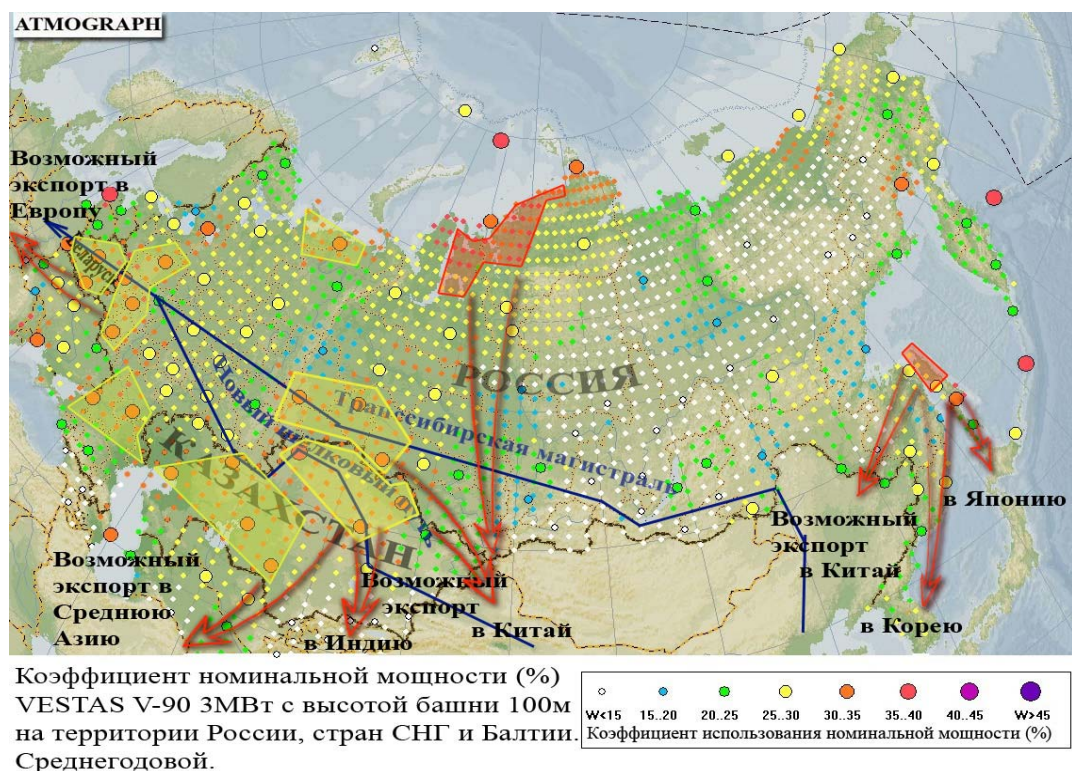 ATMOGRAPH
Возможный
экспорт в
Европу
Беларусь
РОССИЯ
Транссибирская магистраль
Новый шелковый путь
КАЗАХСТАН
в Японию
Возможный
экспорт
в Китай
Возможный
экспорт в
Среднюю
Азию
Возможный
экспорт
в Китай
в Индию
в Корею
Коэффициент номинальной мощности (%)
VESTAS V-90 3МВт с высотой башни 100м
на территории России, стран СНГ и Балтии.
Среднегодовой.
W<15 15..20 20..25 25..30 30..35 35..40 40..45 W>45
Коэффициент использования номинальной мощности (%)